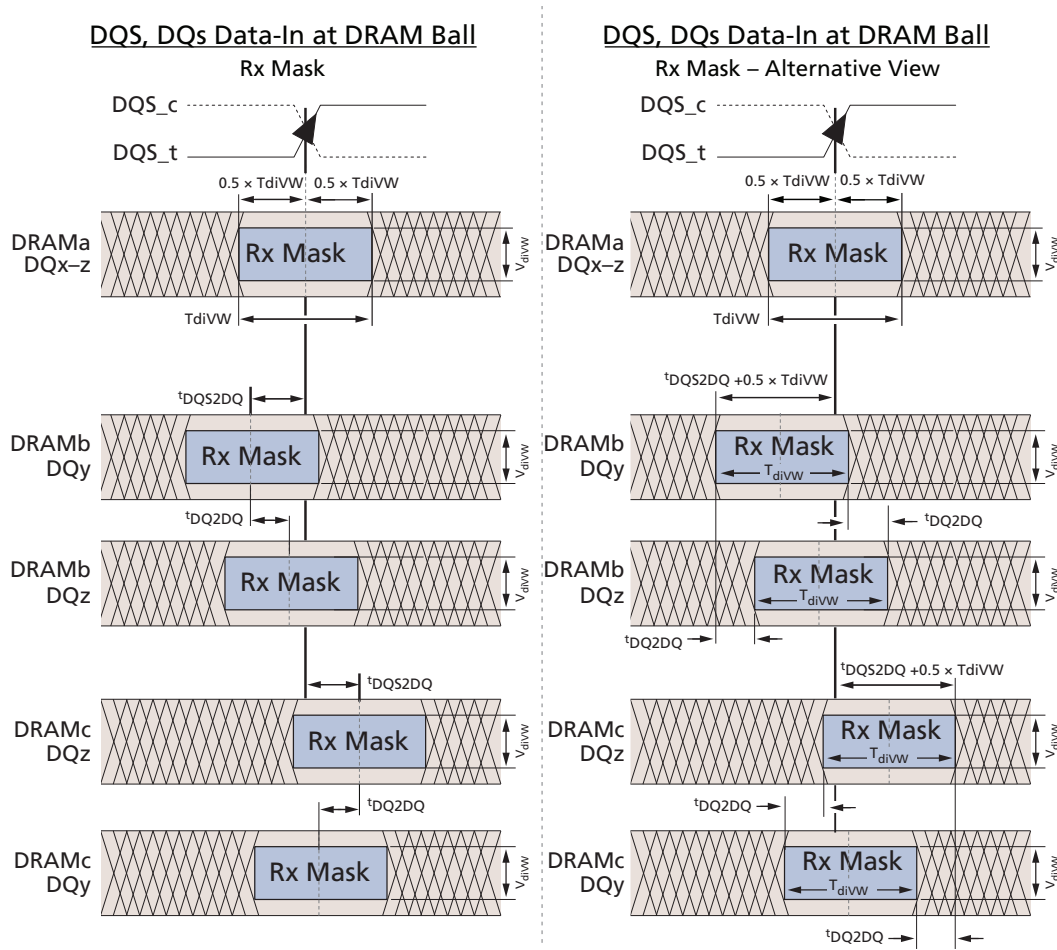 DQS, DQs Data-In at DRAM Ball
Rx Mask
DQS_c
DQS_t
0.5 × TdiVW 0.5 × TdiVW
DRAMa
DQx–z
Rx Mask
VdiVW
TdiVW
tDQS2DQ
DRAMb
DQy
Rx Mask
VdiVW
tDQ2DQ
DRAMb
DQz
Rx Mask
VdiVW
tDQS2DQ
DRAMc
DQz
Rx Mask
VdiVW
tDQ2DQ
DRAMc
DQy
Rx Mask
VdiVW
DQS, DQs Data-In at DRAM Ball
Rx Mask – Alternative View
DQS_c
DQS_t
0.5 × TdiVW 0.5 × TdiVW
DRAMa
DQx–z
Rx Mask
VdiVW
TdiVW
tDQS2DQ +0.5 × TdiVW
DRAMb
DQy
Rx Mask
TdiVW
VdiVW
tDQ2DQ
DRAMb
DQz
Rx Mask
TdiVW
VdiVW
tDQ2DQ
tDQS2DQ +0.5 × TdiVW
DRAMc
DQz
Rx Mask
TdiVW
VdiVW
tDQ2DQ
DRAMc
DQy
Rx Mask
TdiVW
VdiVW
tDQ2DQ